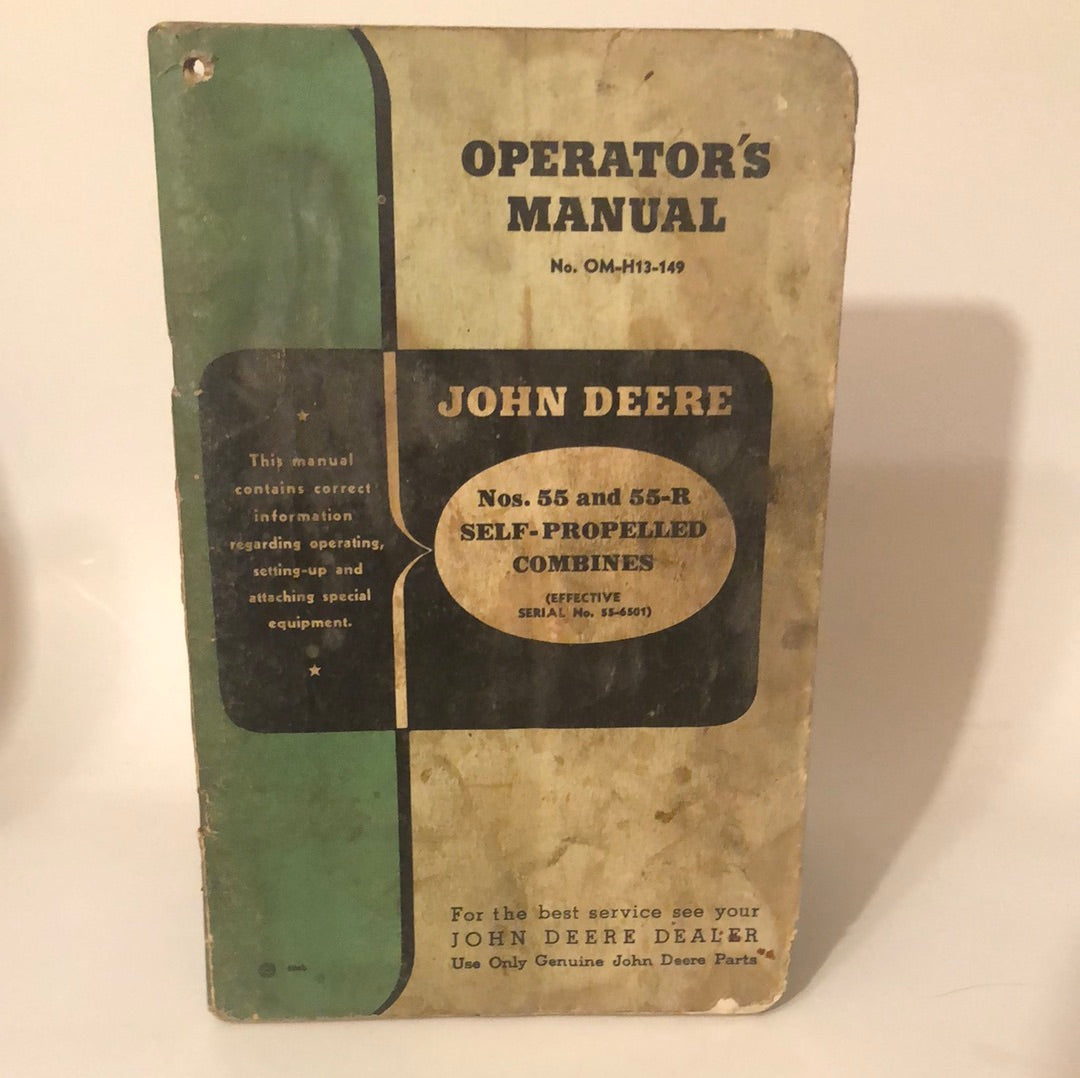 OPERATOR'S
MANUAL
No. OM-H13-149
JOHN DEERE
Nos. 55 and 55-R
SELF-PROPELLED
COMBINES
(EFFECTIVE
SERIAL No. 55-6501)
This manual
contains correct
information
regarding operating,
setting-up and
attaching special
equipment.
For the best service see your
JOHN DEERE DEALER
Use Only Genuine John Deere Parts